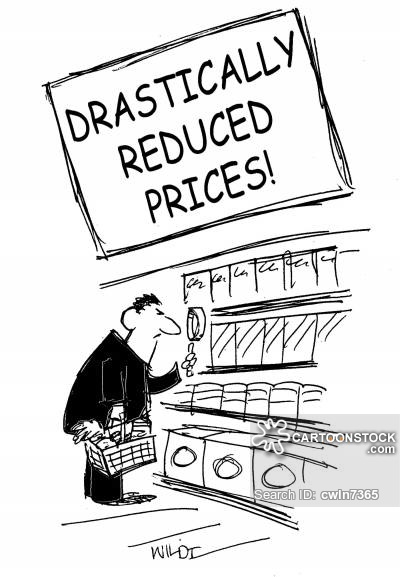 DRASTICALLY
REDUCED
PRICES!
CARTOONSTOCK
.com
Search ID: cwln7365
WILDT